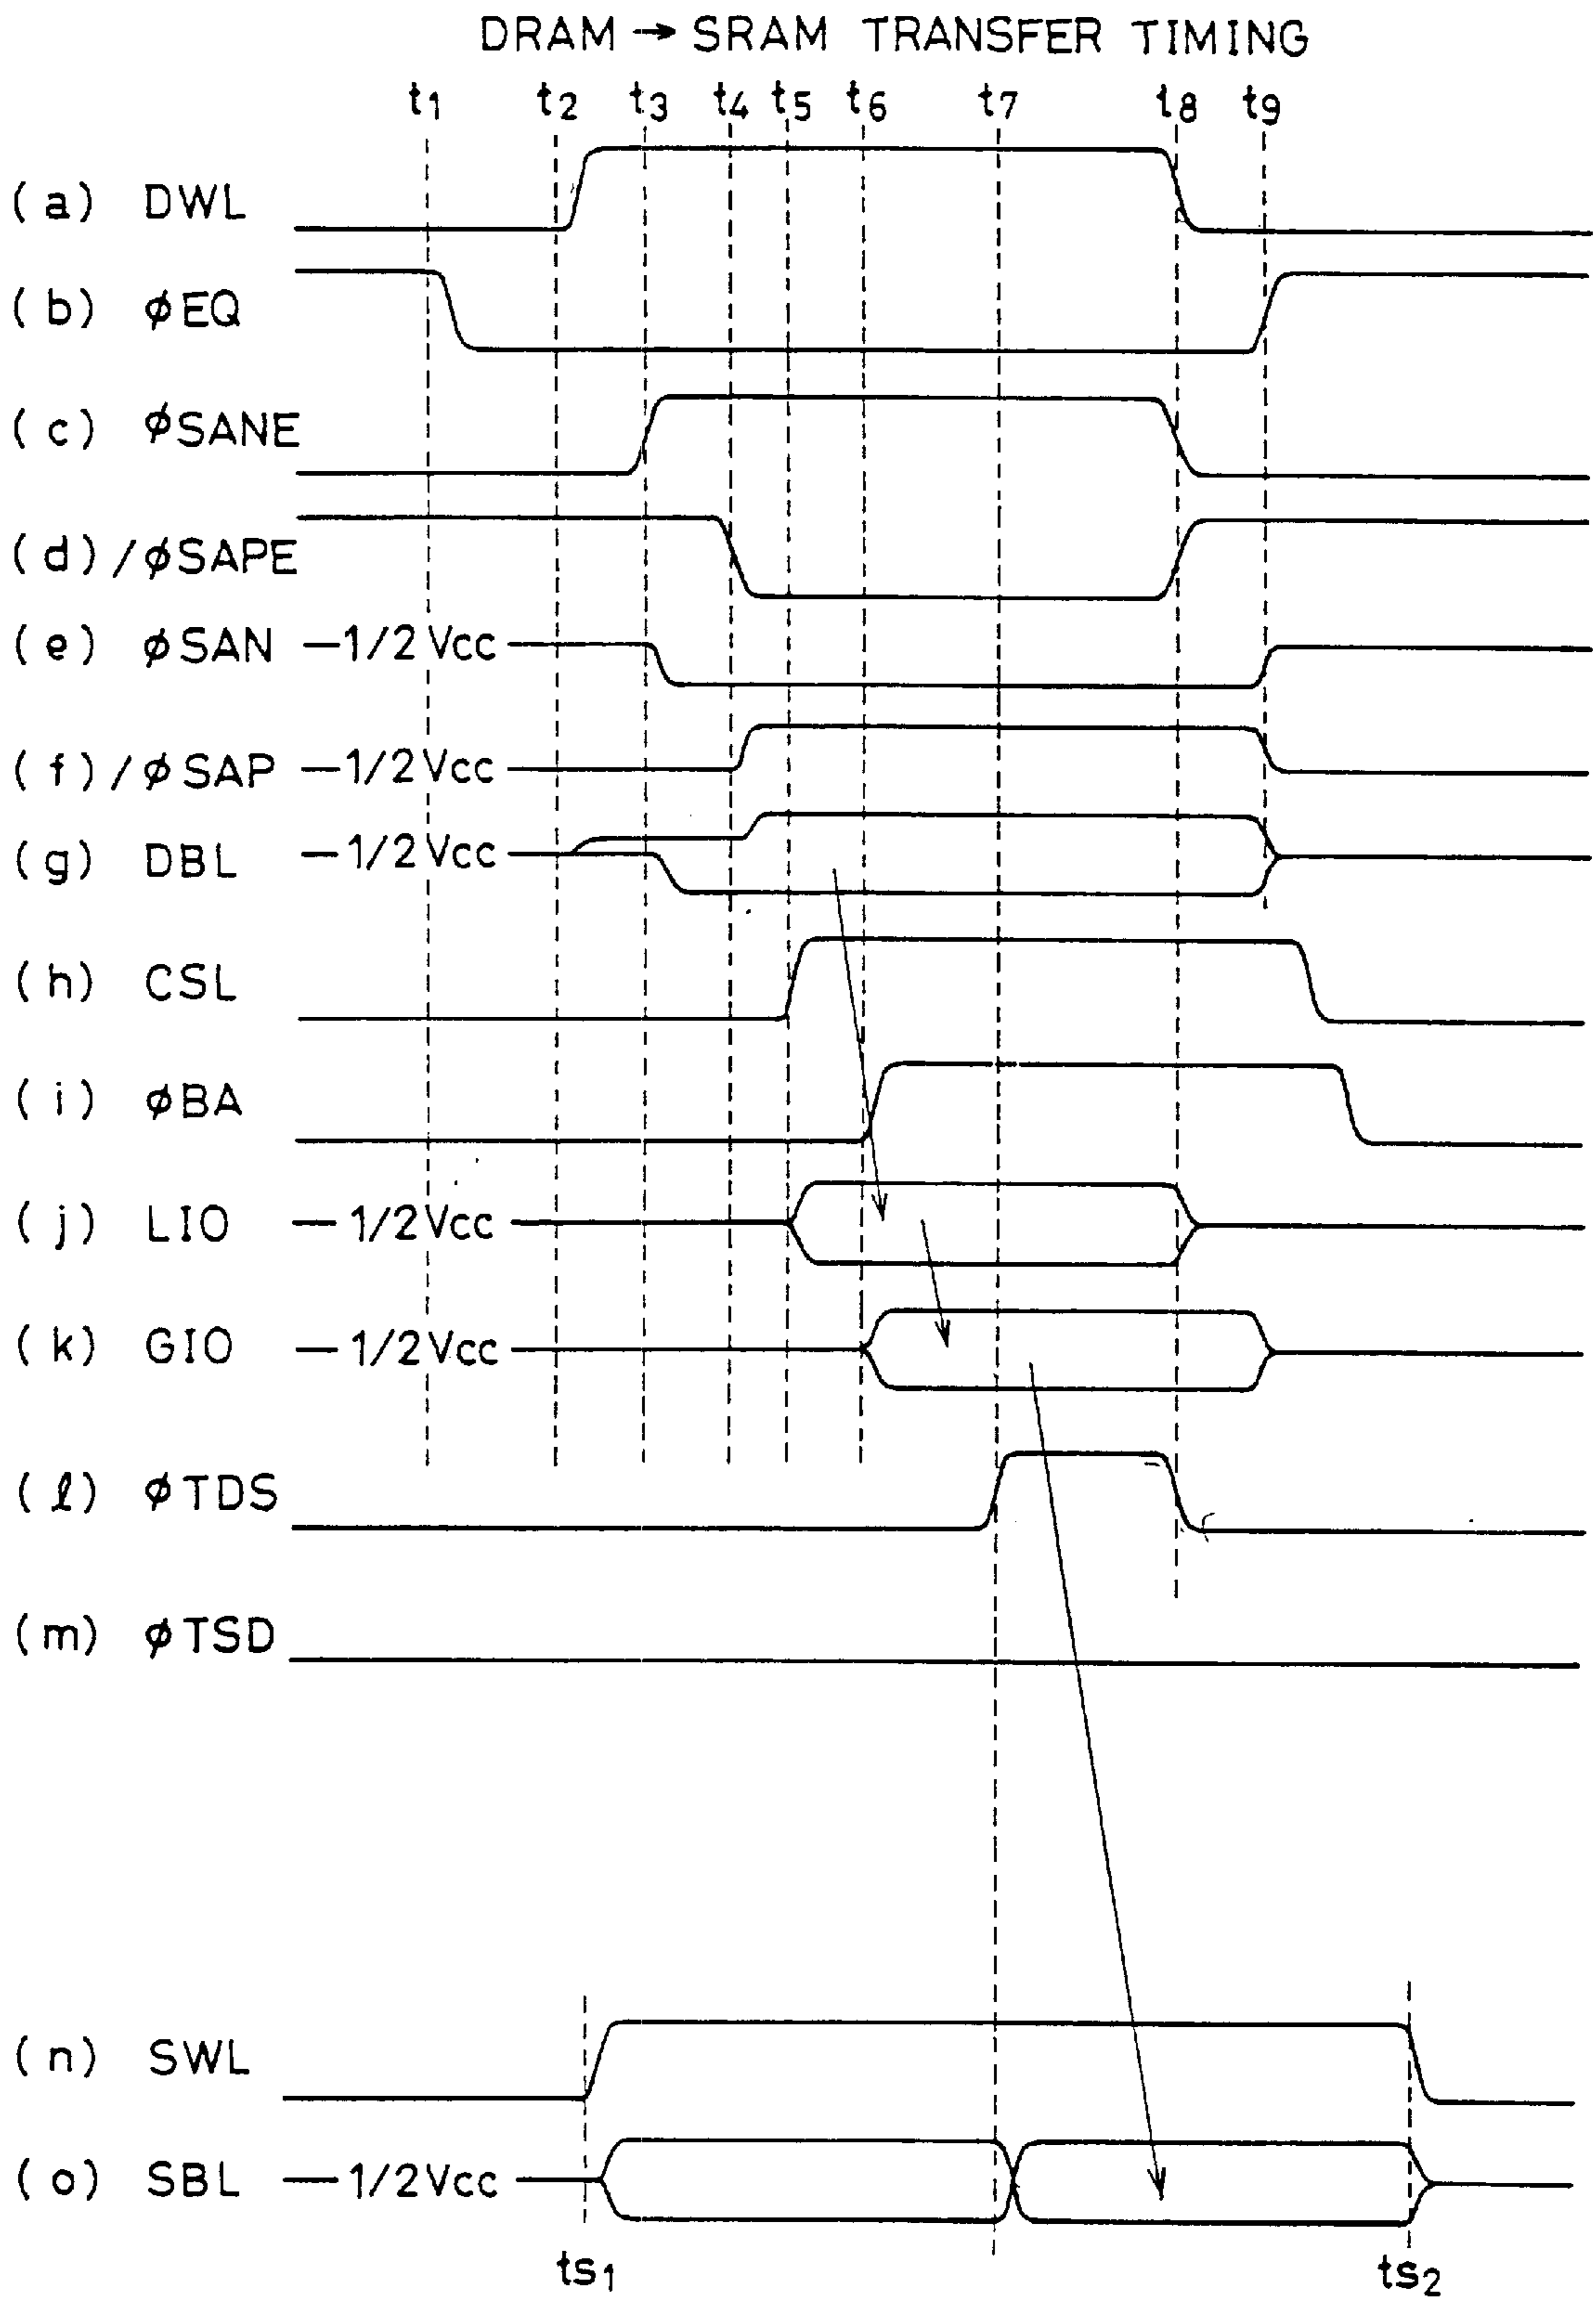 DRAM → SRAM TRANSFER TIMING
t1 t2 t3 t4 t5 t6 t7 t8 t9
(a) DWL
(b) ϕEQ
(c) ϕSANE
(d)/ϕSAPE
(e) ϕSAN —1/2 Vcc
(f)/ϕSAP —1/2 Vcc
(g) DBL —1/2 Vcc
(h) CSL
(i) ϕBA
(j) LIO —1/2 Vcc
(k) GIO —1/2 Vcc
(ℓ) ϕTDS
(m) ϕTSD
(n) SWL
(o) SBL —1/2 Vcc
ts1 ts2